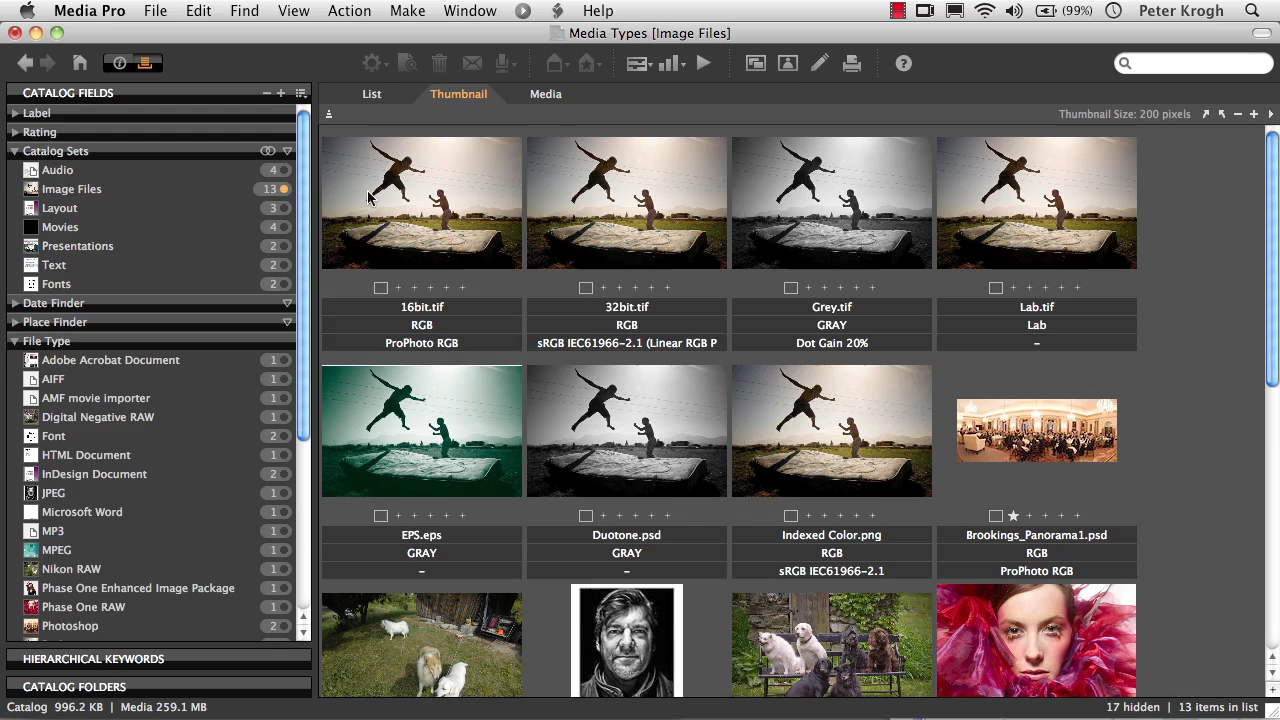 Media Pro File Edit Find View Action Make Window Help (99%) Peter Krogh
Media Types [Image Files]
CATALOG FIELDS
List Thumbnail Media
Thumbnail Size: 200 pixels
Label
Rating
Catalog Sets
Audio 4
Image Files 13
Layout 3
Movies 4
Presentations 2
Text 2
Fonts 2
Date Finder
Place Finder
File Type
Adobe Acrobat Document 1
AIFF 1
AMF movie importer 1
Digital Negative RAW 1
Font 2
HTML Document 1
InDesign Document 1
JPEG 1
Microsoft Word 1
MP3 1
MPEG 1
Nikon RAW 1
Phase One Enhanced Image Package 1
Phase One RAW 1
Photoshop 1
HIERARCHICAL KEYWORDS
CATALOG FOLDERS
16bit.tif 32bit.tif Grey.tif Lab.tif
RGB RGB GRAY Lab
ProPhoto RGB sRGB IEC61966-2.1 (Linear RGB P Dot Gain 20% -
EPS.eps Duotone.psd Indexed Color.png Brookings_Panorama1.psd
GRAY GRAY RGB RGB
- - sRGB IEC61966-2.1 ProPhoto RGB
Catalog 996.2 KB | Media 259.1 MB
17 hidden | 13 items in list